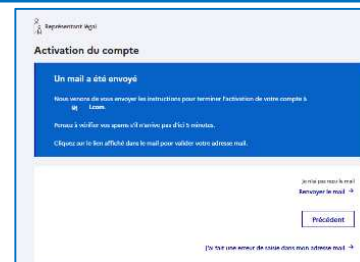 Représentant légal
Activation du compte
Un mail a été envoyé
Nous venons de vous envoyer les instructions pour terminer l'activation de votre compte à
Pensez à vérifier vos spams s'il n'arrive pas d'ici 5 minutes.
Cliquez sur le lien affiché dans le mail pour valider votre adresse mail.
Je n'ai pas reçu le mail
Renvoyer le mail →
Précédent
J'ai fait une erreur de saisie dans mon adresse mail →